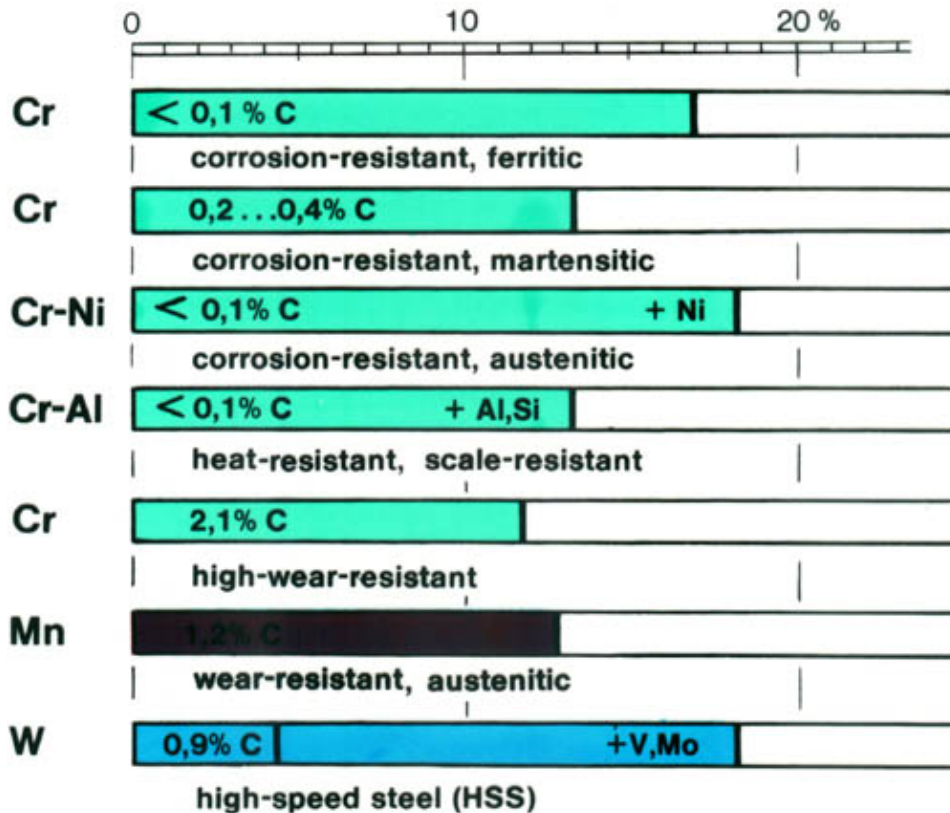 0 10 20 %
Cr < 0,1 % C
corrosion-resistant, ferritic
Cr 0,2 ...0,4% C
corrosion-resistant, martensitic
Cr-Ni < 0,1% C + Ni
corrosion-resistant, austenitic
Cr-Al < 0,1% C + Al,Si
heat-resistant, scale-resistant
Cr 2,1% C
high-wear-resistant
Mn 1,2% C
wear-resistant, austenitic
W 0,9% C +V,Mo
high-speed steel (HSS)